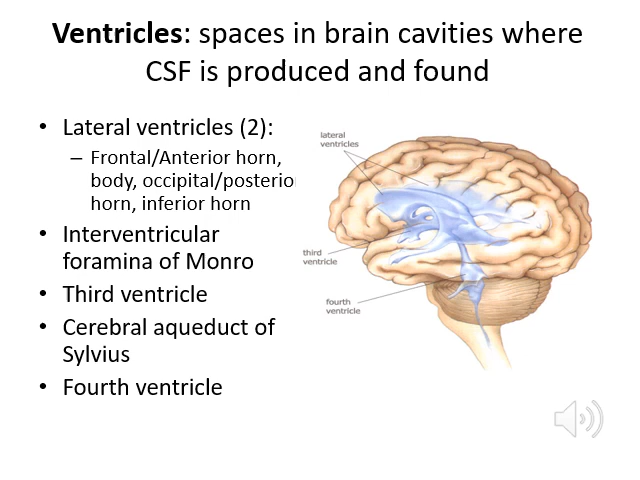 Ventricles: spaces in brain cavities where
CSF is produced and found
• Lateral ventricles (2):
– Frontal/Anterior horn,
body, occipital/posterio
horn, inferior horn
• Interventricular
foramina of Monro
• Third ventricle
• Cerebral aqueduct of
Sylvius
• Fourth ventricle
lateral
ventricles
third
ventricle
fourth
ventricle